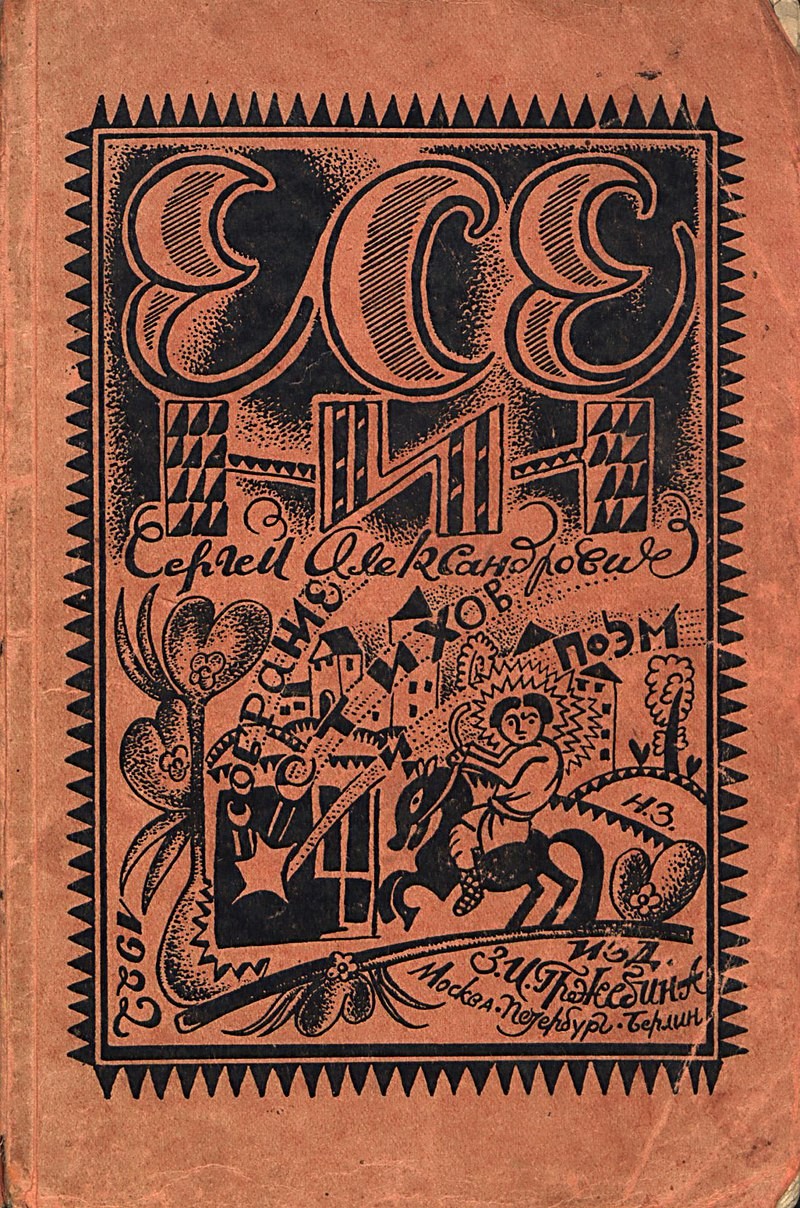 ЕСЕ
НИН
Сергей Александрович
СОБРАНИЕ
СТИХОВ
И
ПОЭМ
Н.З.
1922
ИЗД.
З.И. Гржебина
Москва·Петербург·Берлин